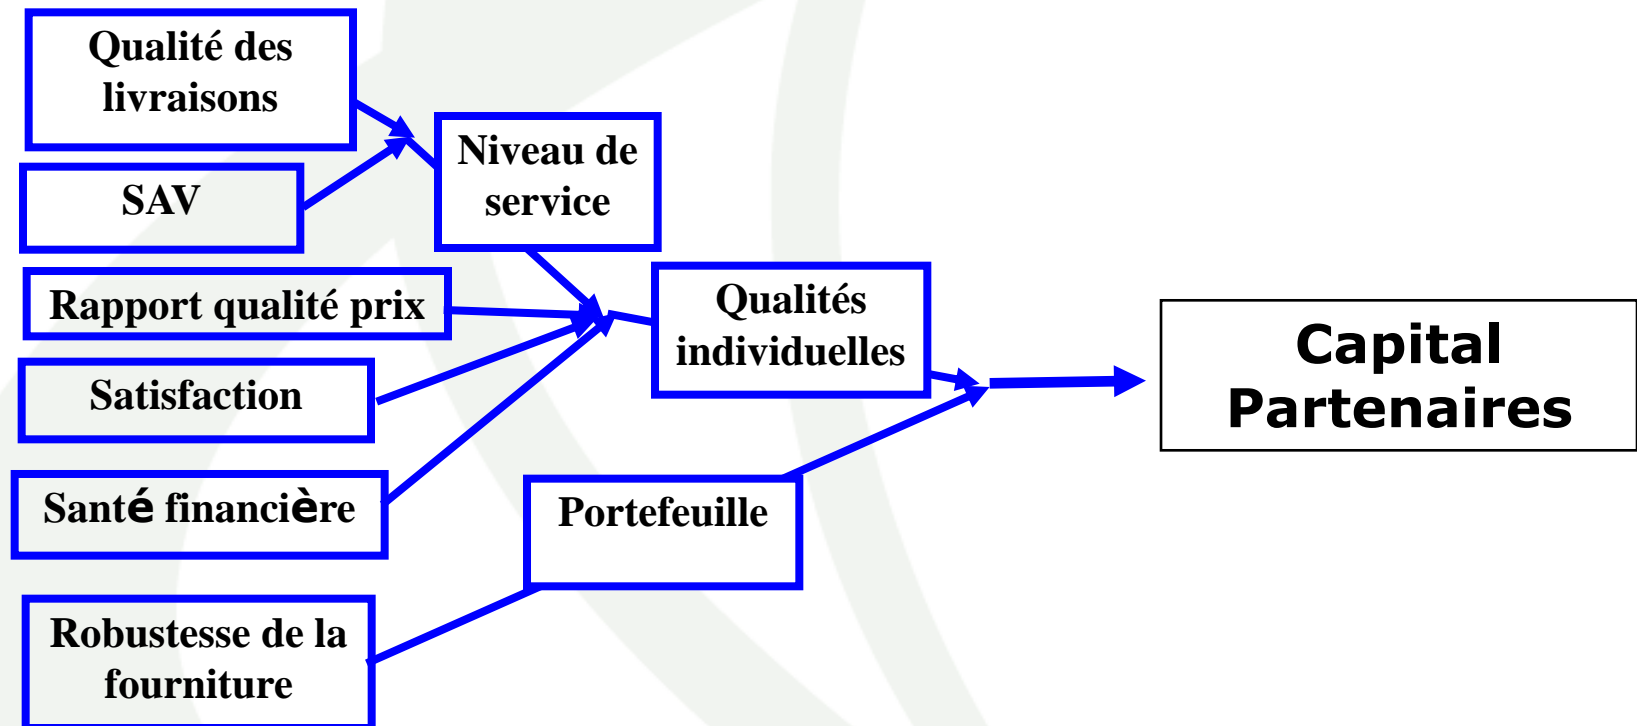 Qualité des
livraisons
SAV
Niveau de
service
Rapport qualité prix
Satisfaction
Santé financière
Robustesse de la
fourniture
Qualités
individuelles
Portefeuille
Capital
Partenaires